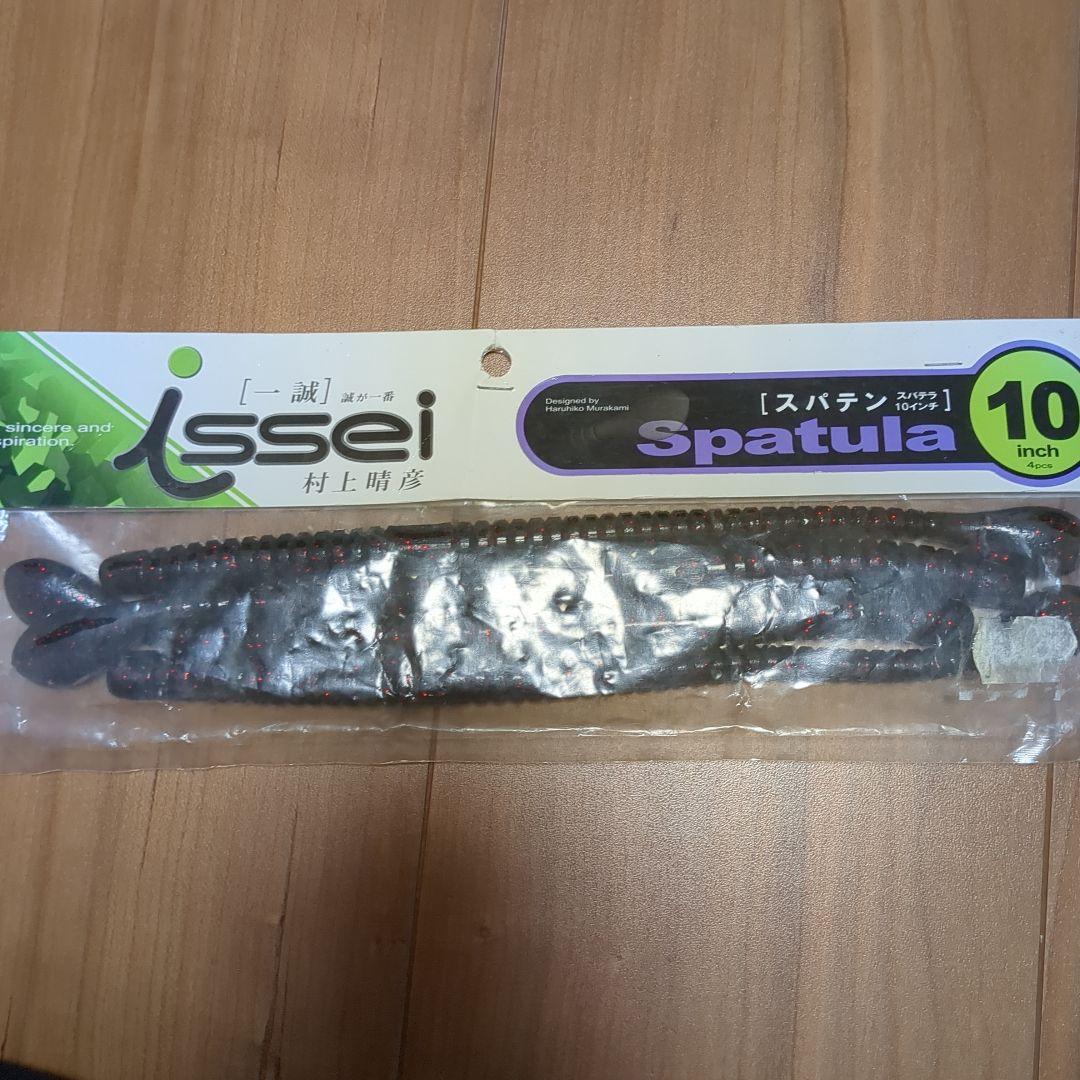 sincere and
spiration.
[一誠] 誠が一番
issei
村上晴彦
Designed by
Haruhiko Murakami
[スパテン スパテラ 10インチ]
Spatula
10
inch
4pcs